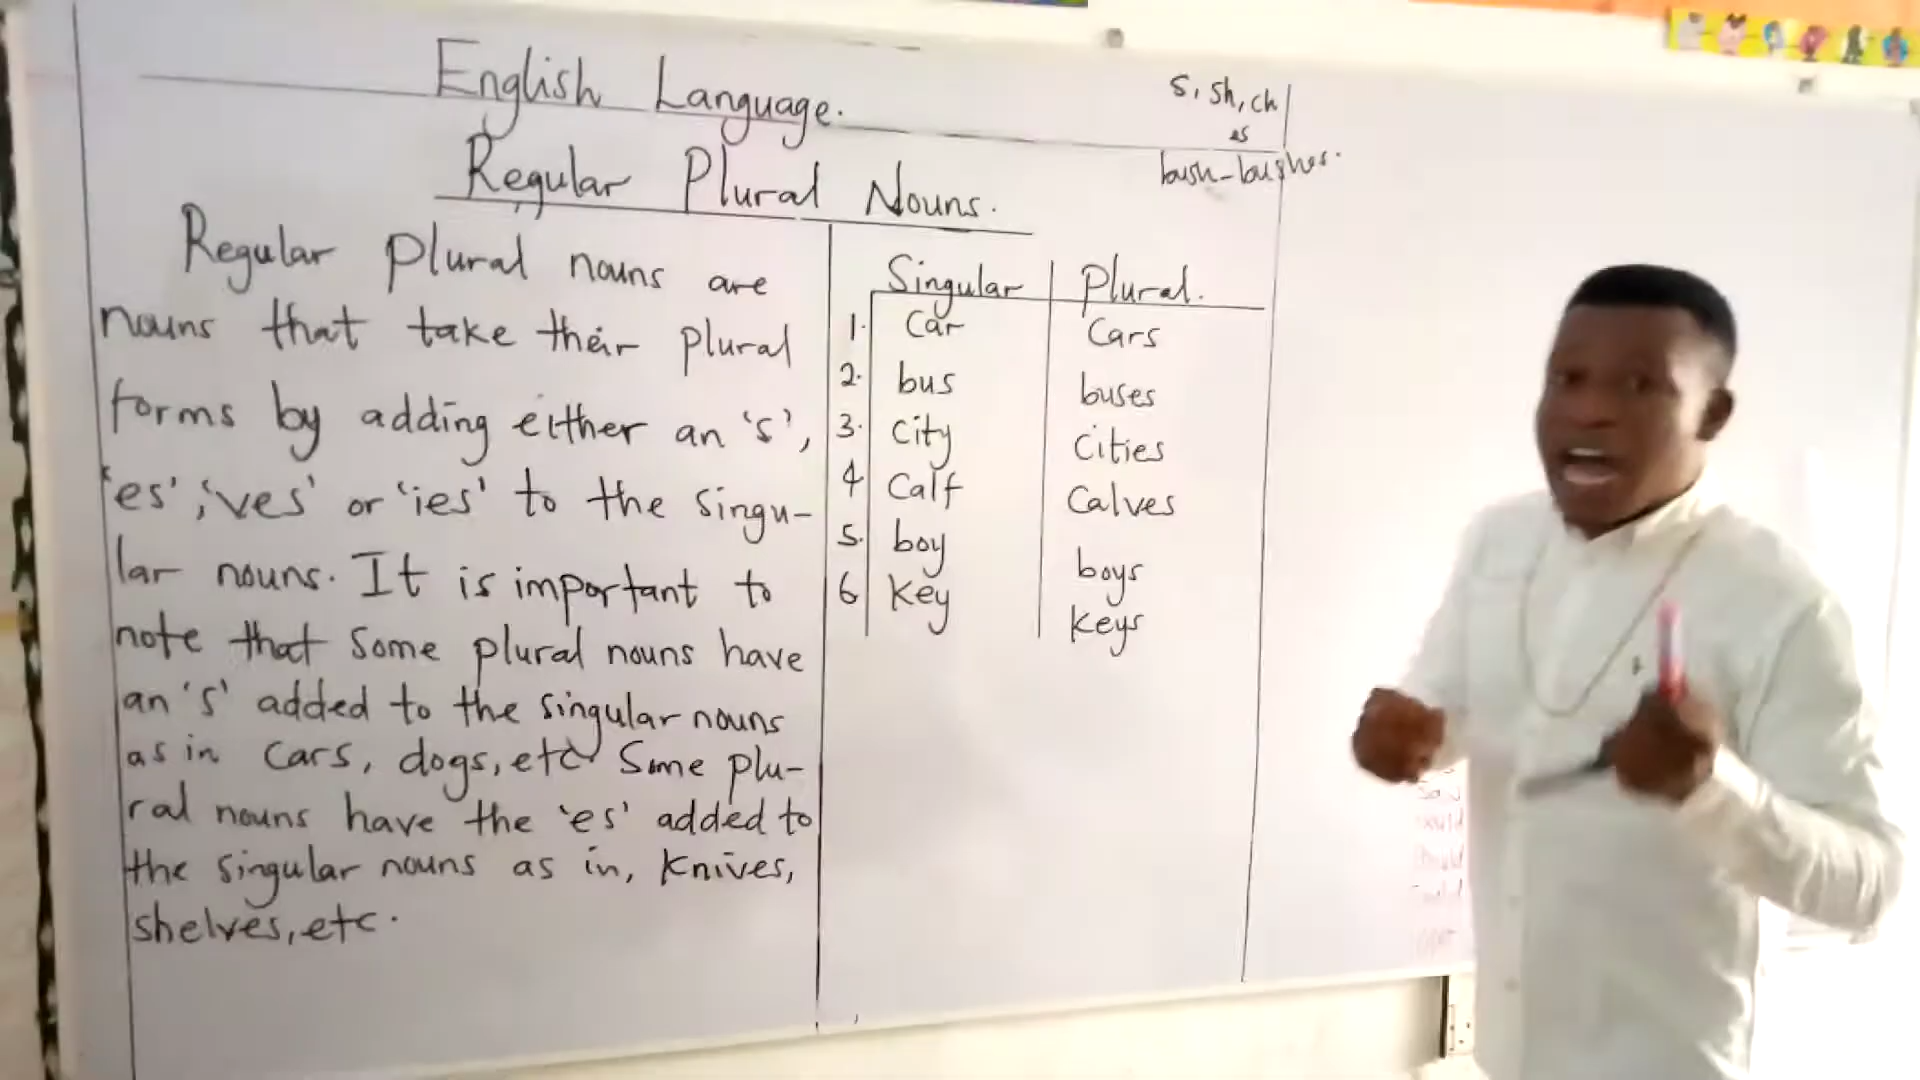 English Language.
s, sh, ch
es
bush - bushes.
Regular Plural Nouns.
Regular plural nouns are
nouns that take their plural
forms by adding either an 's',
'es', 'ves' or 'ies' to the singu-
lar nouns. It is important to
note that some plural nouns have
an 's' added to the singular nouns
as in cars, dogs, etc Some plu-
ral nouns have the 'es' added to
the singular nouns as in, knives,
shelves, etc.
Singular Plural.
1. Car Cars
2. bus buses
3. City Cities
4 Calf Calves
5. boy boys
6 Key keys